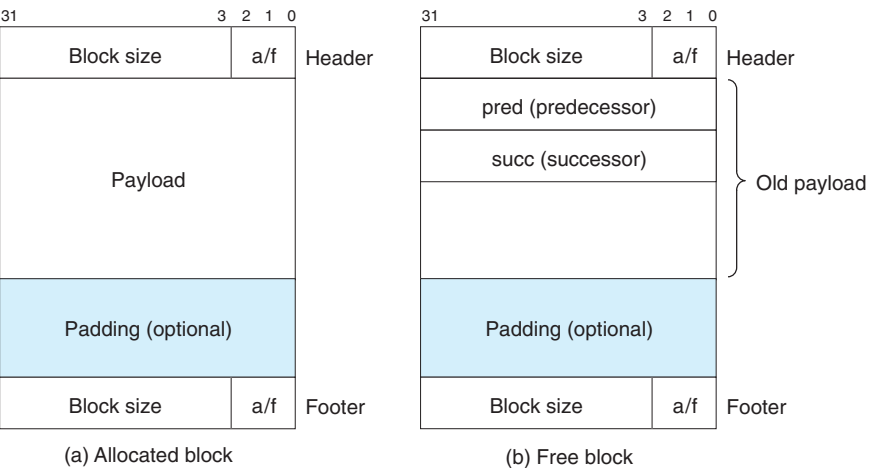 31 3 2 1 0
Block size a/f Header
Payload
Padding (optional)
Block size a/f Footer
(a) Allocated block
31 3 2 1 0
Block size a/f Header
pred (predecessor)
succ (successor)
Old payload
Padding (optional)
Block size a/f Footer
(b) Free block